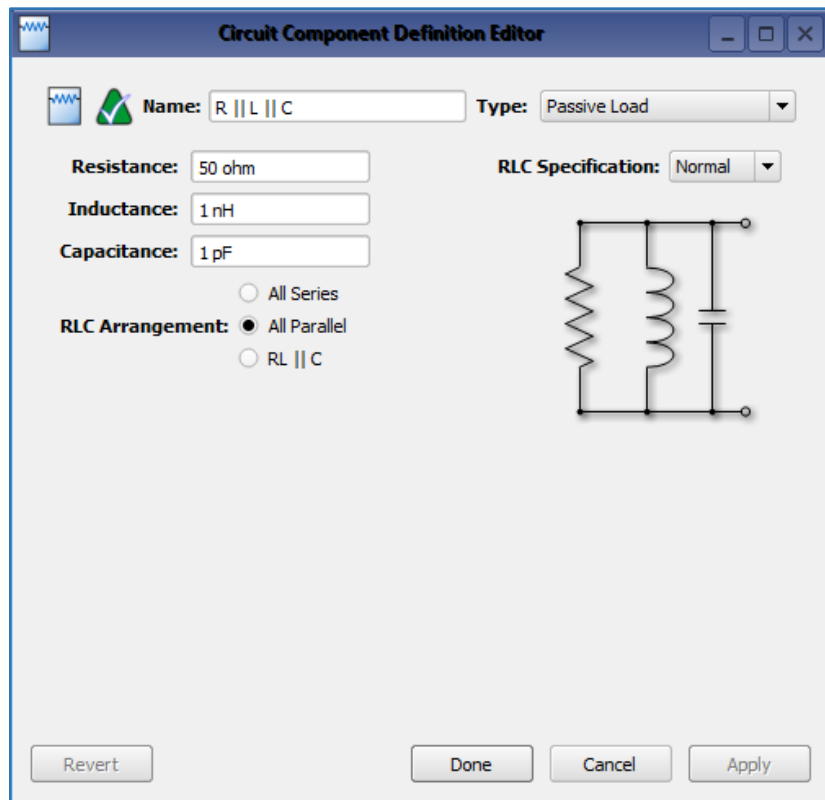 Circuit Component Definition Editor
Name: R || L || C Type: Passive Load
Resistance: 50 ohm RLC Specification: Normal
Inductance: 1 nH
Capacitance: 1 pF
All Series
RLC Arrangement: All Parallel
RL || C
Revert Done Cancel Apply